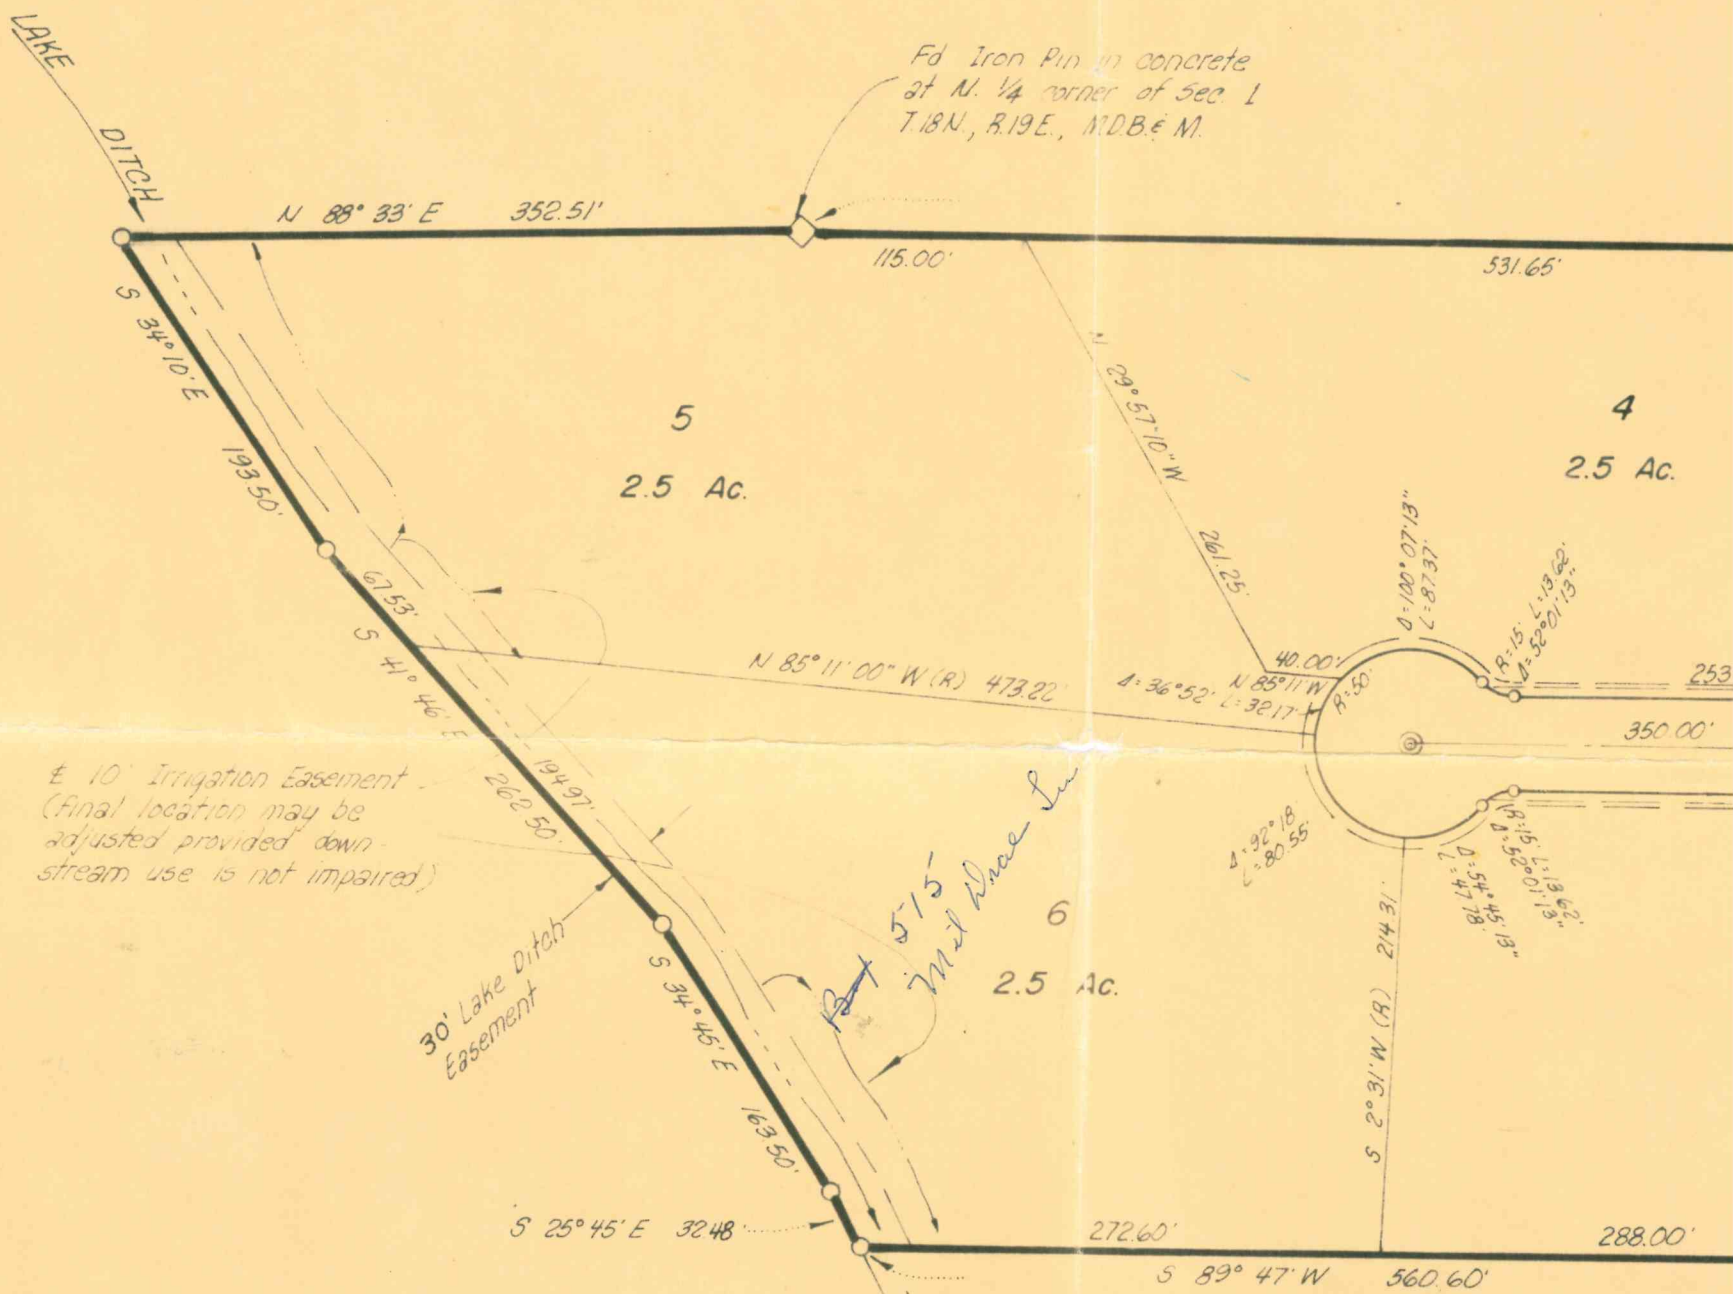 LAKE
DITCH
Fd Iron Pin in concrete
at N. ¼ corner of Sec. 1
T.18N., R.19E., M.D.B.& M.
N 88° 33' E 352.51'
115.00'
531.65'
S 34° 10' E
193.50'
N 29° 57' 10" W
261.25'
5
2.5 Ac.
4
2.5 Ac.
Δ=100° 07' 13"
L=87.37'
R=15' L=13.62'
Δ=52° 01' 13"
67.53'
S 41° 46' E
262.50'
194.97'
N 85° 11' 00" W (R) 473.22'
40.00'
N 85° 11' W
Δ=36° 52' L=32.17'
R=50'
253
350.00'
℄ 10' Irrigation Easement
(final location may be
adjusted provided down-
stream use is not impaired)
Δ=92° 18'
L=80.55'
R=15' L=13.62'
Δ=52° 01' 13"
Δ=54° 45' 13"
L=47.78'
30' Lake Ditch
Easement
515
6
2.5 Ac.
S 34° 45' E
163.50'
S 2° 31' W (R) 214.31'
S 25° 45' E 32.48'
272.60'
288.00'
S 89° 47' W 560.60'